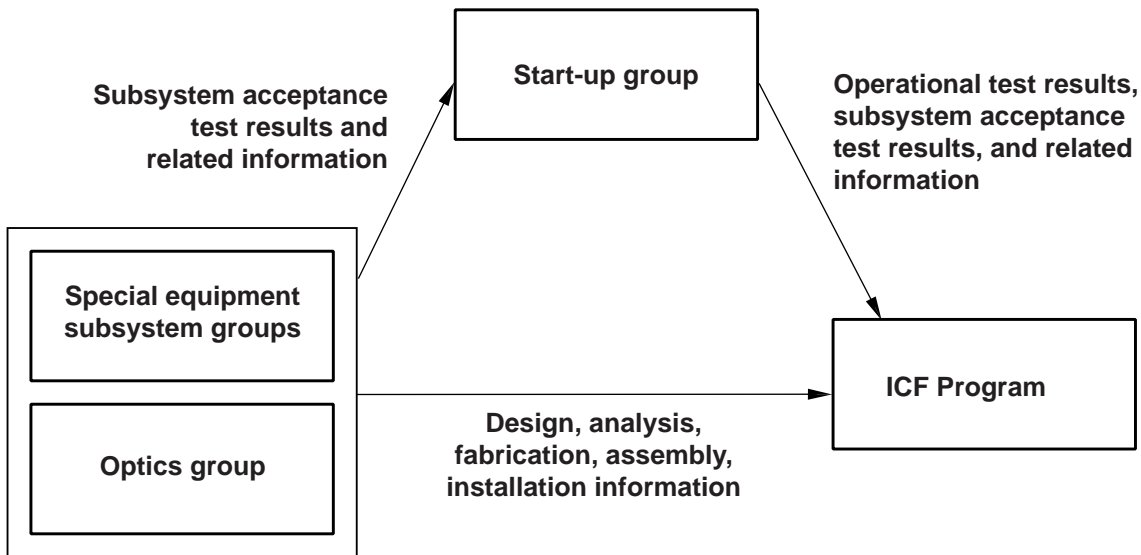 Start-up group
Subsystem acceptance
test results and
related information
Operational test results,
subsystem acceptance
test results, and related
information
Special equipment
subsystem groups
Optics group
Design, analysis,
fabrication, assembly,
installation information
ICF Program